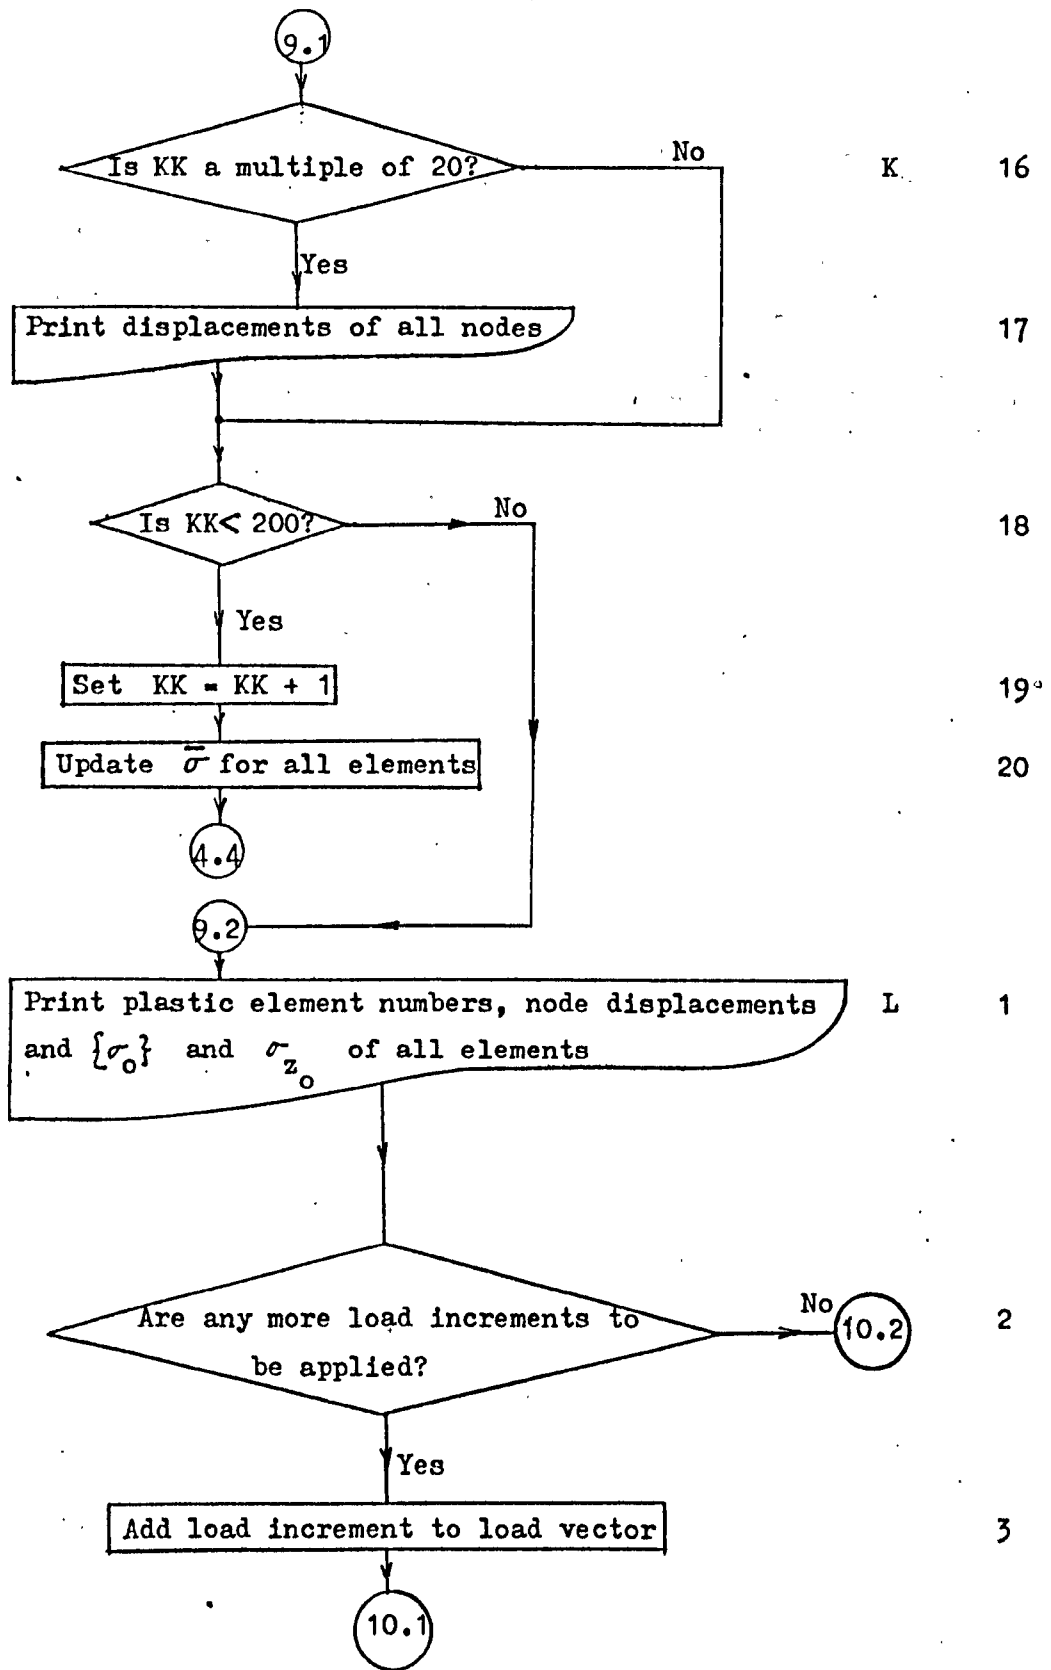 9.1
Is KK a multiple of 20?
No
K
16
Yes
Print displacements of all nodes
17
Is KK< 200?
No
18
Yes
Set KK = KK + 1
19
Update σ̄ for all elements
20
4.4
9.2
Print plastic element numbers, node displacements
L
1
and {σ₀} and σ_z₀ of all elements
Are any more load increments to
be applied?
No
10.2
2
Yes
Add load increment to load vector
3
10.1